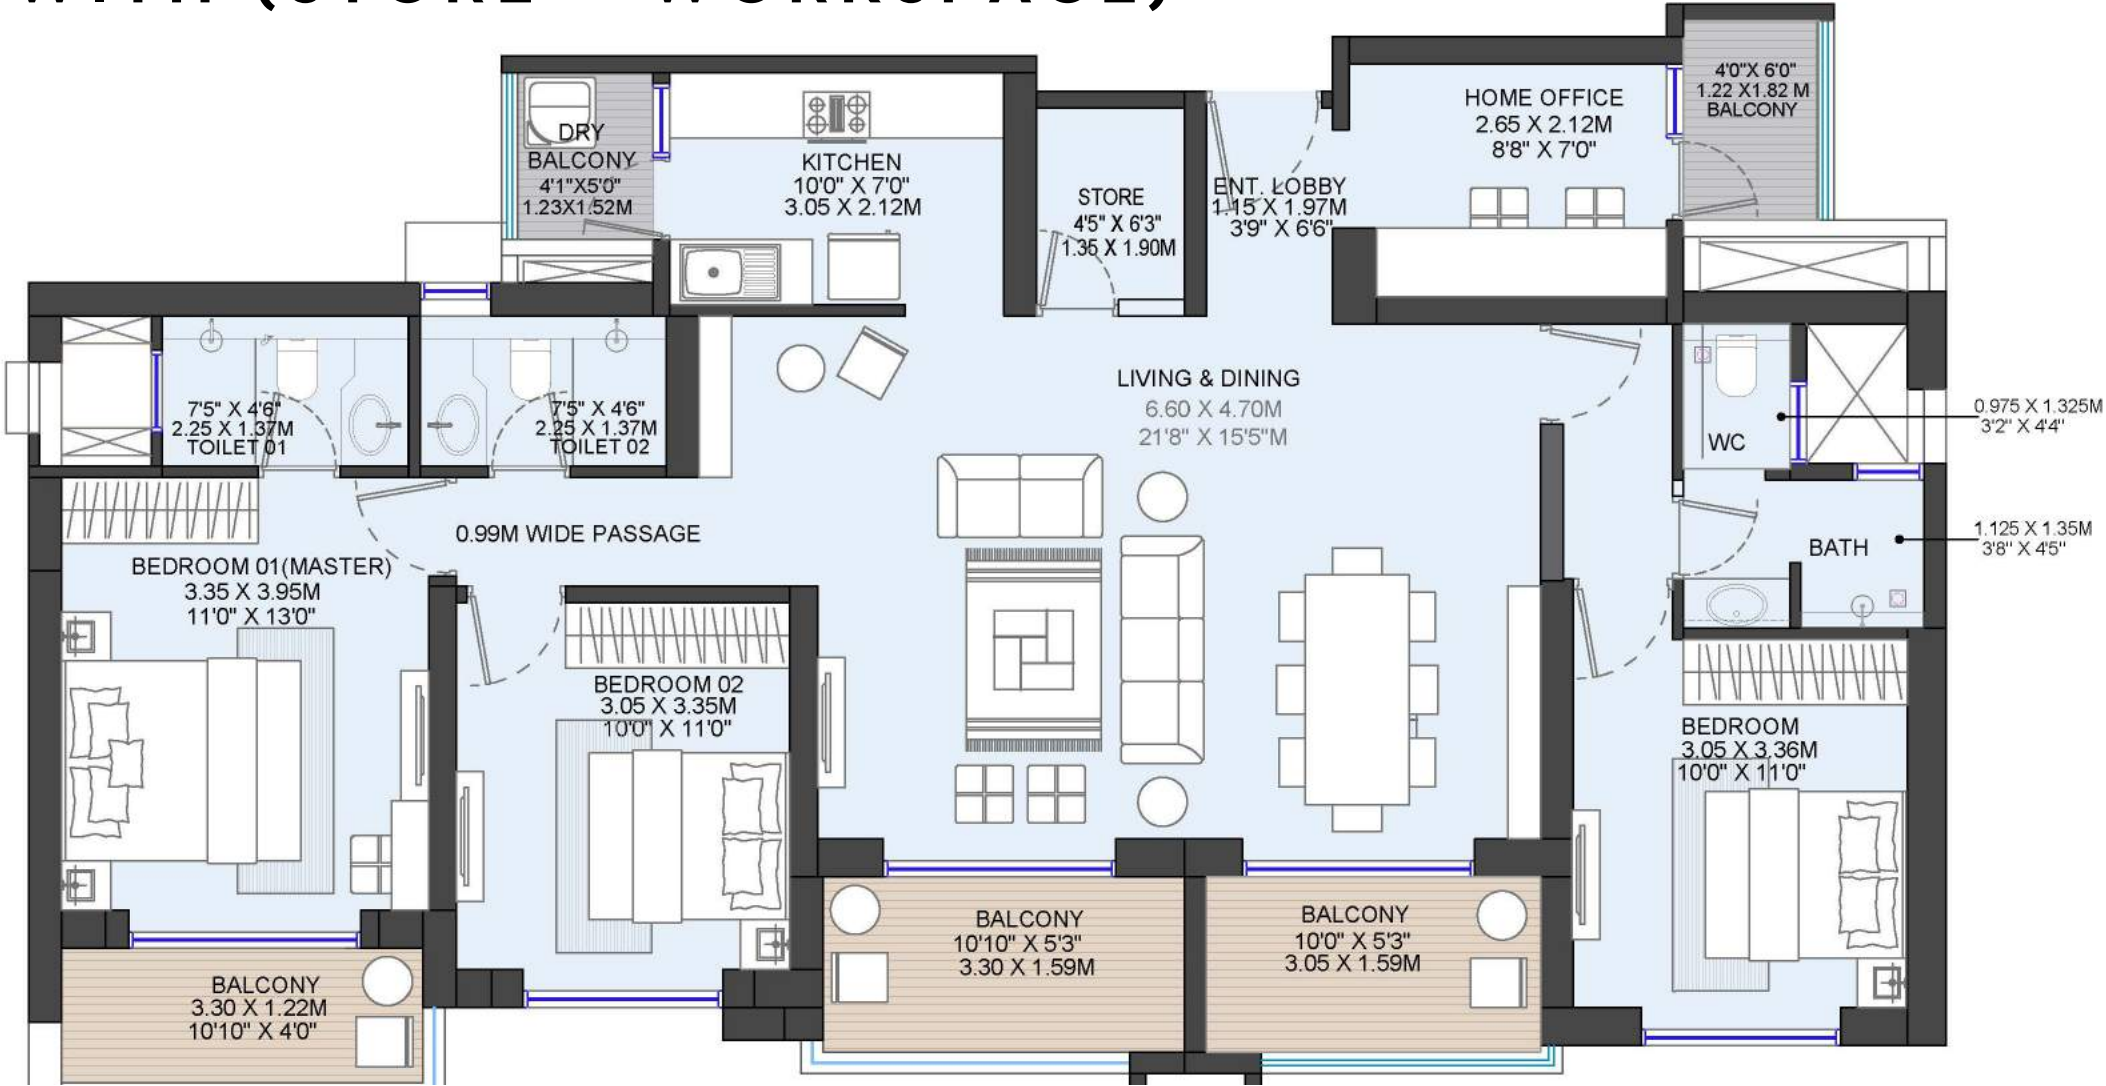 WITH (STORE + WORKSPACE)
4'0"X 6'0"
1.22 X1.82 M
BALCONY
HOME OFFICE
2.65 X 2.12M
8'8" X 7'0"
DRY
BALCONY
4'1"X5'0"
1.23X1.52M
KITCHEN
10'0" X 7'0"
3.05 X 2.12M
STORE
4'5" X 6'3"
1.35 X 1.90M
ENT. LOBBY
1.15 X 1.97M
3'9" X 6'6"
LIVING & DINING
6.60 X 4.70M
21'8" X 15'5"M
7'5" X 4'6"
2.25 X 1.37M
TOILET 01
7'5" X 4'6"
2.25 X 1.37M
TOILET 02
WC
0.975 X 1.325M
3'2" X 4'4"
0.99M WIDE PASSAGE
BATH
1.125 X 1.35M
3'8" X 4'5"
BEDROOM 01(MASTER)
3.35 X 3.95M
11'0" X 13'0"
BEDROOM 02
3.05 X 3.35M
10'0" X 11'0"
BEDROOM
3.05 X 3.36M
10'0" X 11'0"
BALCONY
10'10" X 5'3"
3.30 X 1.59M
BALCONY
10'0" X 5'3"
3.05 X 1.59M
BALCONY
3.30 X 1.22M
10'10" X 4'0"